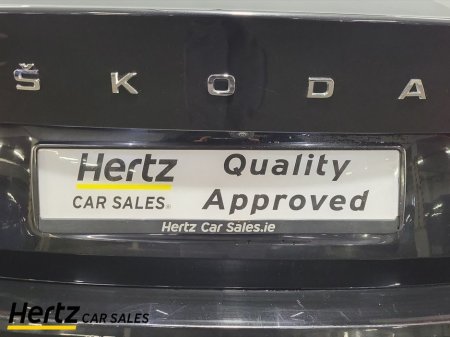 ŠKODA
Hertz Quality
CAR SALES® Approved
Hertz Car Sales.ie
Hertz CAR SALES